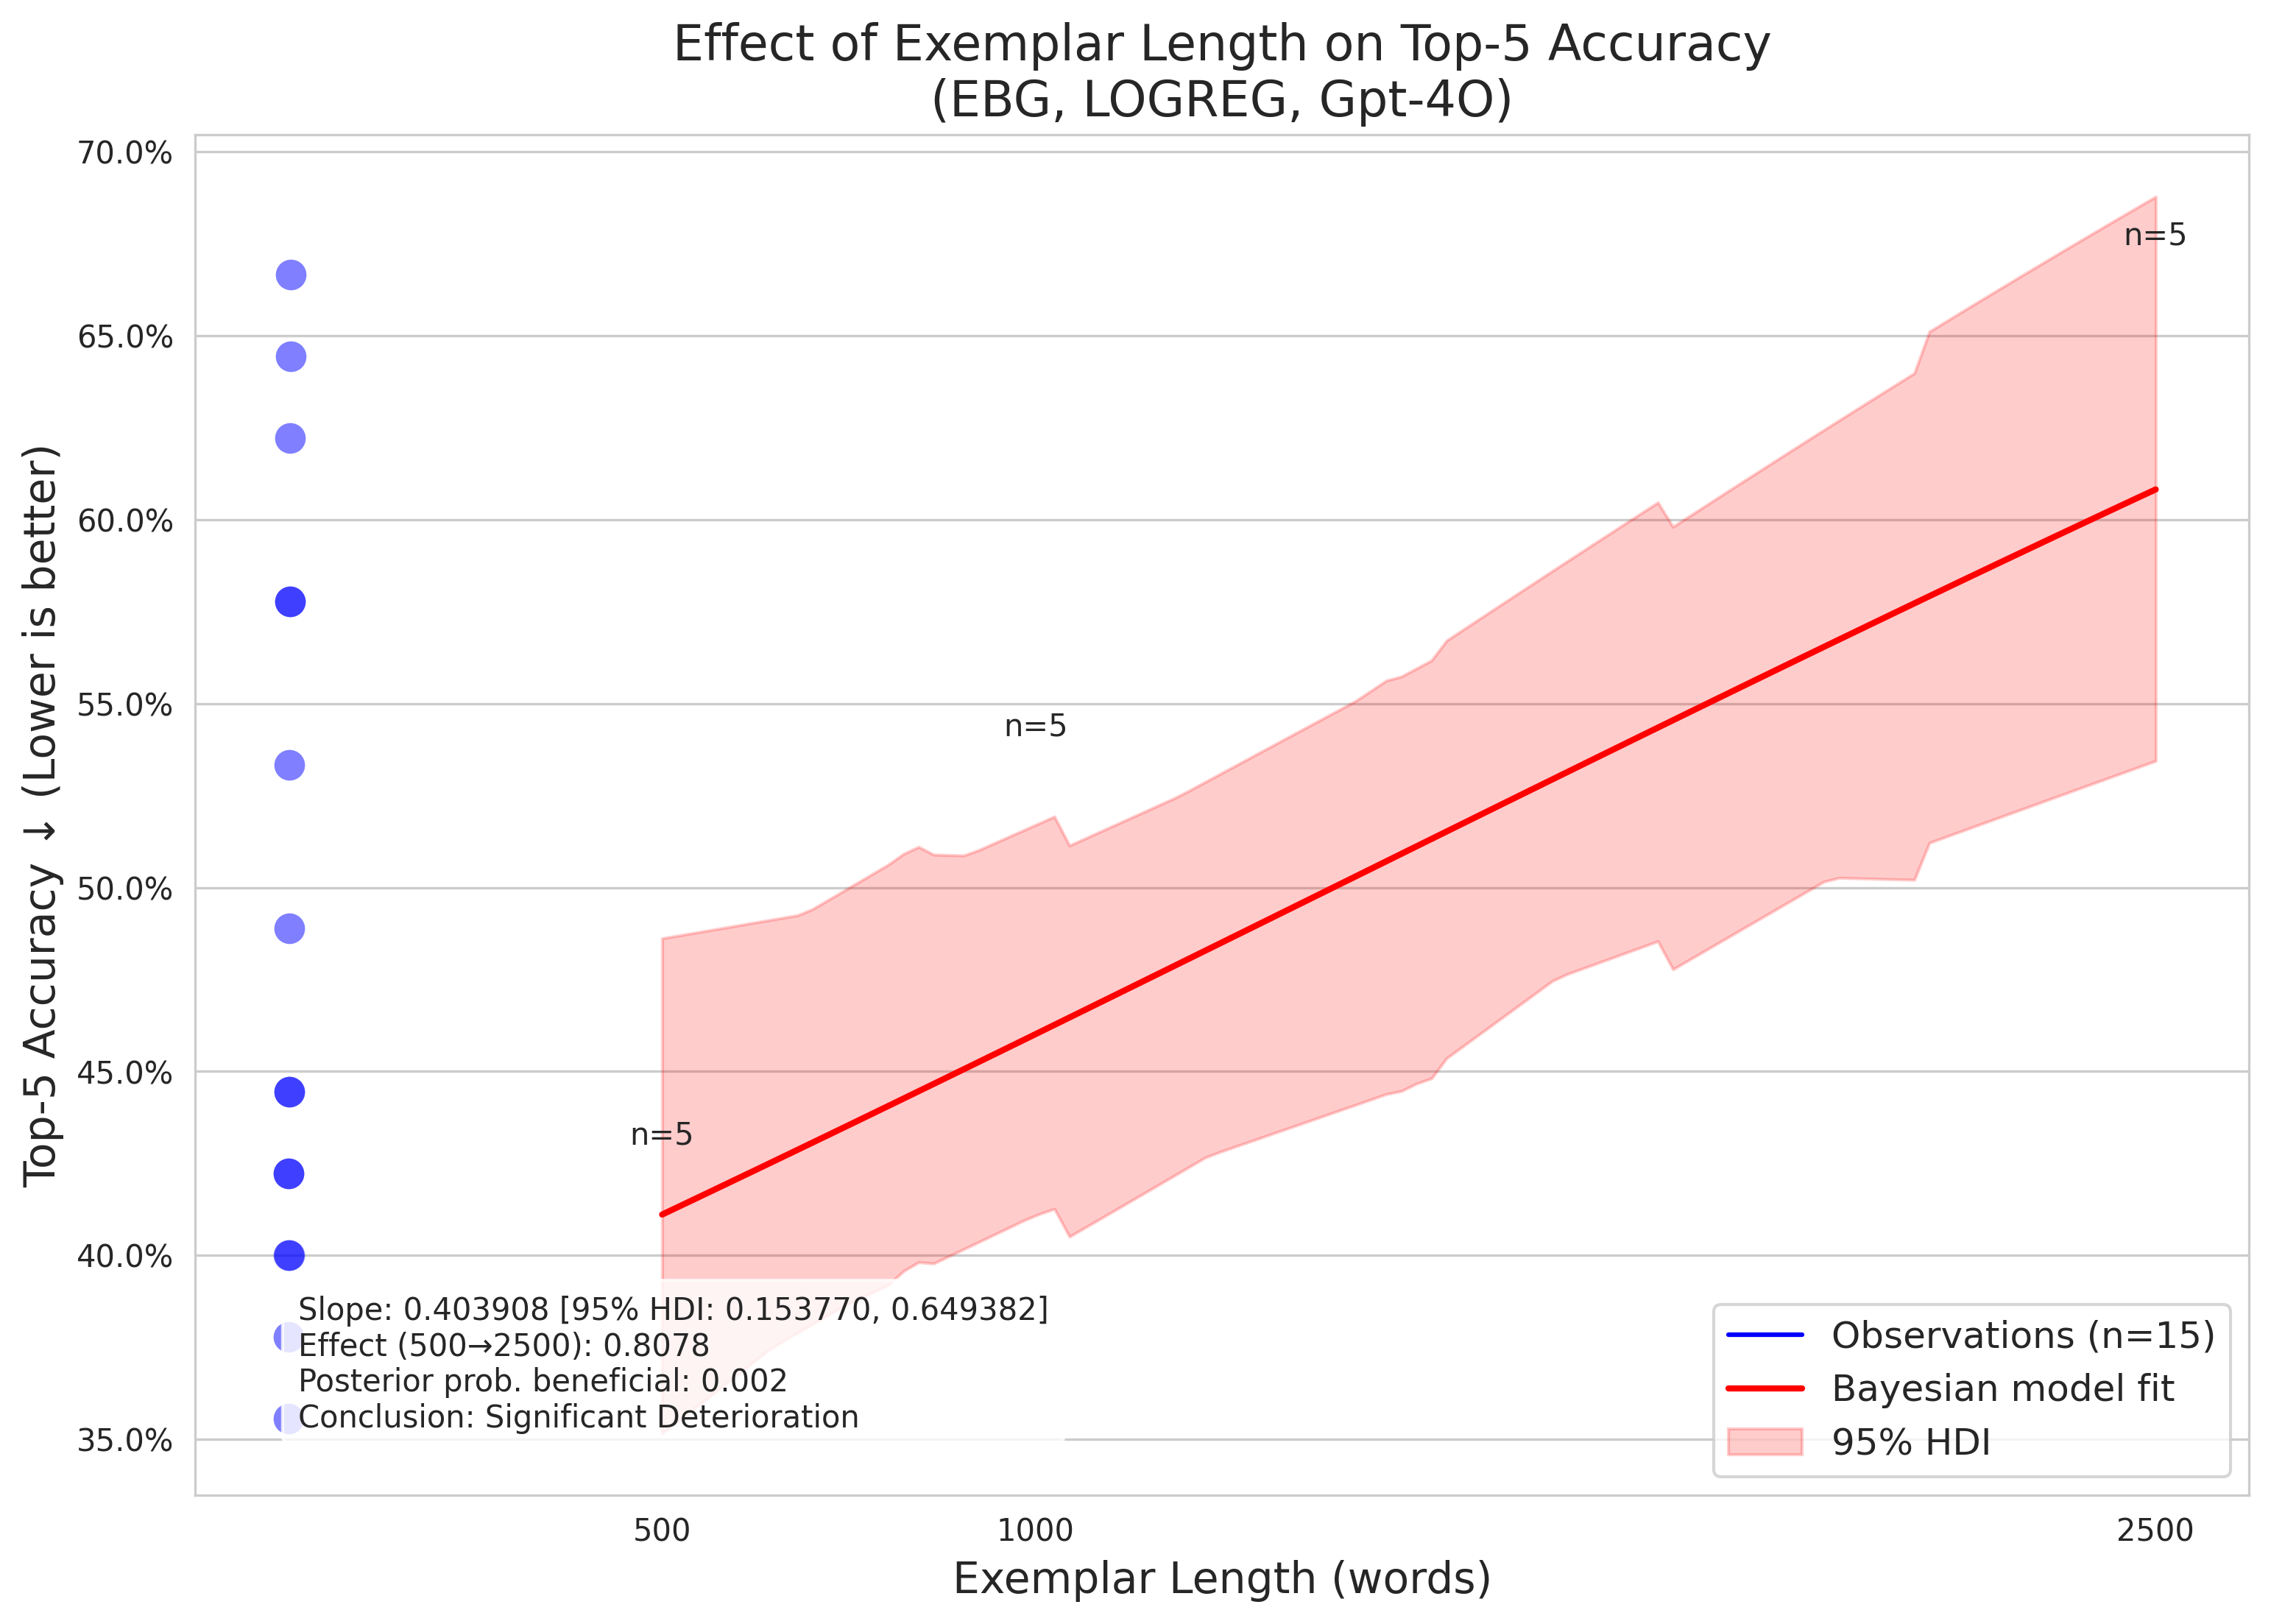 Effect of Exemplar Length on Top-5 Accuracy
(EBG, LOGREG, Gpt-4O)
Top-5 Accuracy ↓ (Lower is better)
70.0%
65.0%
60.0%
55.0%
50.0%
45.0%
40.0%
35.0%
n=5
n=5
n=5
Slope: 0.403908 [95% HDI: 0.153770, 0.649382]
Effect (500→2500): 0.8078
Posterior prob. beneficial: 0.002
Conclusion: Significant Deterioration
Observations (n=15)
Bayesian model fit
95% HDI
500
1000
2500
Exemplar Length (words)